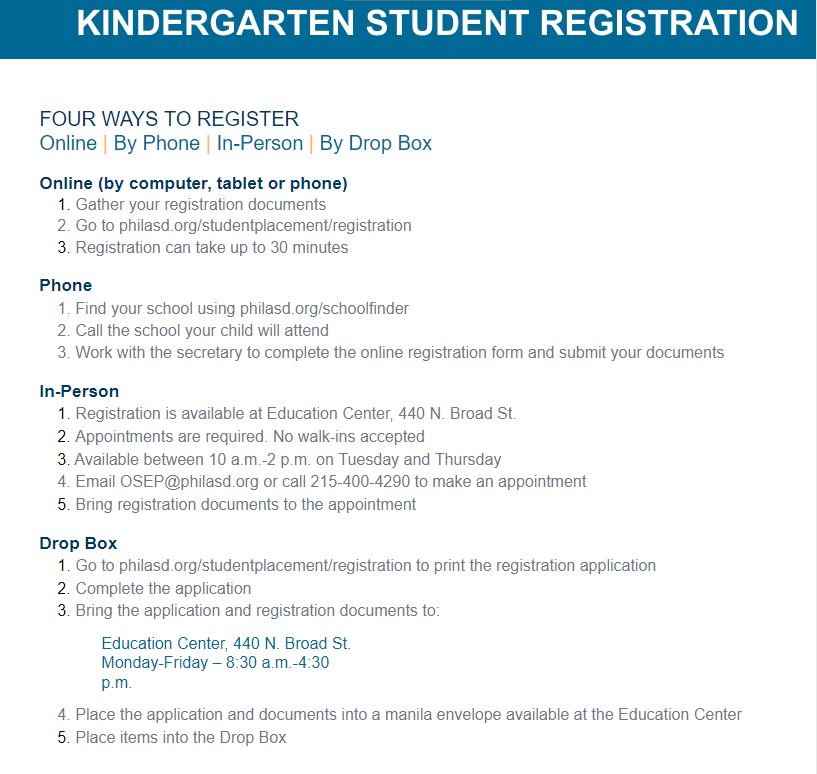 KINDERGARTEN STUDENT REGISTRATION
FOUR WAYS TO REGISTER
Online | By Phone | In-Person | By Drop Box
Online (by computer, tablet or phone)
1. Gather your registration documents
2. Go to philasd.org/studentplacement/registration
3. Registration can take up to 30 minutes
Phone
1. Find your school using philasd.org/schoolfinder
2. Call the school your child will attend
3. Work with the secretary to complete the online registration form and submit your documents
In-Person
1. Registration is available at Education Center, 440 N. Broad St.
2. Appointments are required. No walk-ins accepted
3. Available between 10 a.m.-2 p.m. on Tuesday and Thursday
4. Email OSEP@philasd.org or call 215-400-4290 to make an appointment
5. Bring registration documents to the appointment
Drop Box
1. Go to philasd.org/studentplacement/registration to print the registration application
2. Complete the application
3. Bring the application and registration documents to:
Education Center, 440 N. Broad St.
Monday-Friday – 8:30 a.m.-4:30
p.m.
4. Place the application and documents into a manila envelope available at the Education Center
5. Place items into the Drop Box